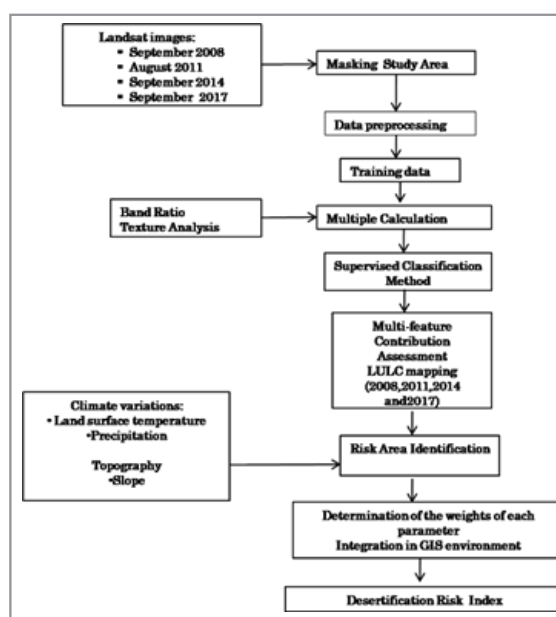 Landsat images:
▪ September 2008
▪ August 2011
▪ September 2014
▪ September 2017
Masking Study Area
Data preprocessing
Training data
Band Ratio
Texture Analysis
Multiple Calculation
Supervised Classification
Method
Multi-feature
Contribution
Assessment
LULC mapping
(2008,2011,2014
and2017)
Climate variations:
• Land surface temperature
•Precipitation
Topography
•Slope
Risk Area Identification
Determination of the weights of each
parameter
Integration in GIS environment
Desertification Risk Index